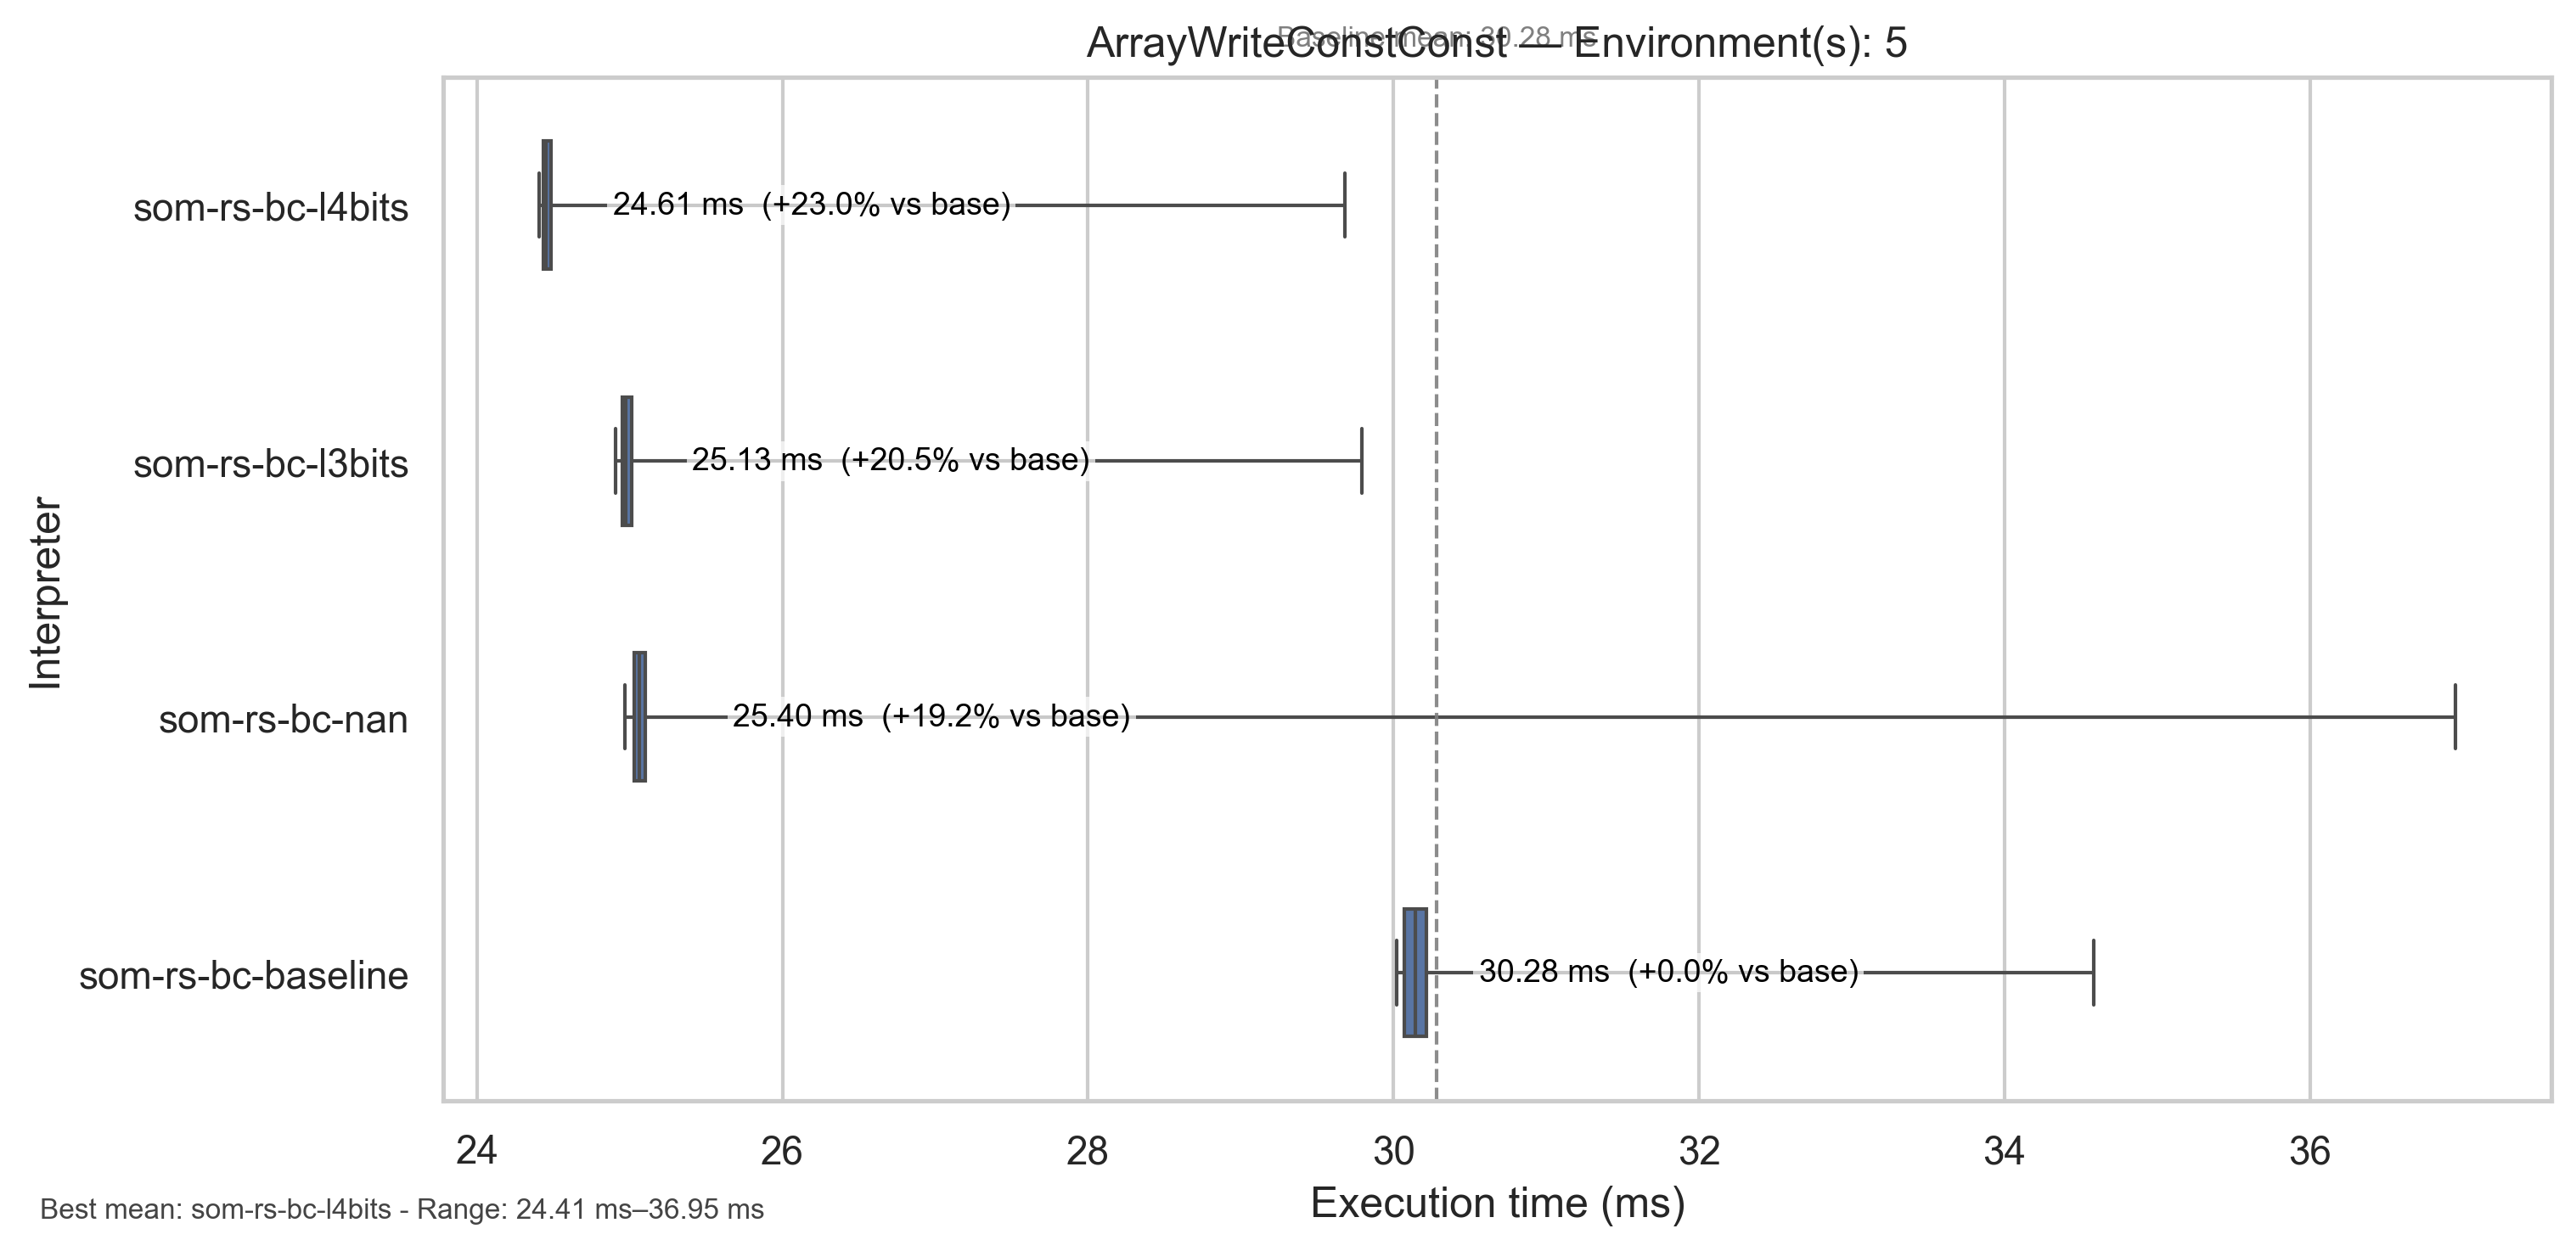 Baseline mean: 30.28 ms
ArrayWriteConstConst — Environment(s): 5
Interpreter
som-rs-bc-l4bits
24.61 ms (+23.0% vs base)
som-rs-bc-l3bits
25.13 ms (+20.5% vs base)
som-rs-bc-nan
25.40 ms (+19.2% vs base)
som-rs-bc-baseline
30.28 ms (+0.0% vs base)
24 26 28 30 32 34 36
Execution time (ms)
Best mean: som-rs-bc-l4bits - Range: 24.41 ms–36.95 ms